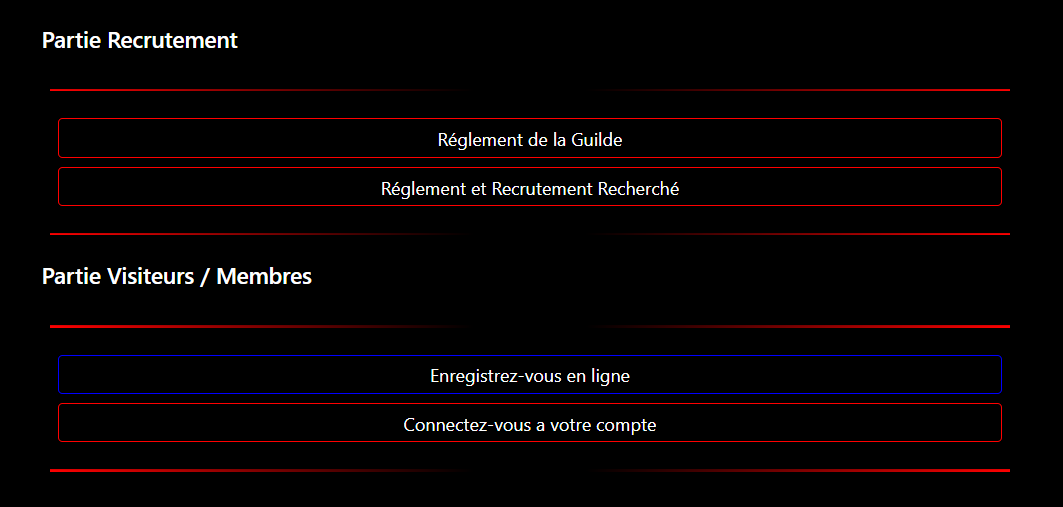 Partie Recrutement
Réglement de la Guilde
Réglement et Recrutement Recherché
Partie Visiteurs / Membres
Enregistrez-vous en ligne
Connectez-vous a votre compte